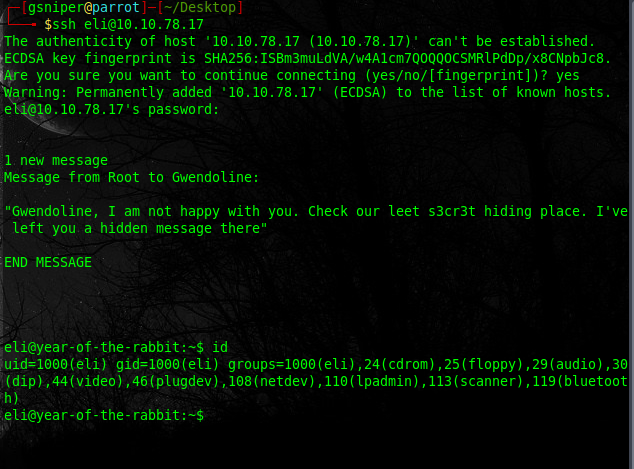 ┌─[gsniper@parrot]─[~/Desktop]
└──╼ $ssh eli@10.10.78.17
The authenticity of host '10.10.78.17 (10.10.78.17)' can't be established.
ECDSA key fingerprint is SHA256:ISBm3muLdVA/w4A1cm7QOQQOCSMRlPdDp/x8CNpbJc8.
Are you sure you want to continue connecting (yes/no/[fingerprint])? yes
Warning: Permanently added '10.10.78.17' (ECDSA) to the list of known hosts.
eli@10.10.78.17's password:
1 new message
Message from Root to Gwendoline:
"Gwendoline, I am not happy with you. Check our leet s3cr3t hiding place. I've
left you a hidden message there"
END MESSAGE
eli@year-of-the-rabbit:~$ id
uid=1000(eli) gid=1000(eli) groups=1000(eli),24(cdrom),25(floppy),29(audio),30
(dip),44(video),46(plugdev),108(netdev),110(lpadmin),113(scanner),119(bluetoot
h)
eli@year-of-the-rabbit:~$